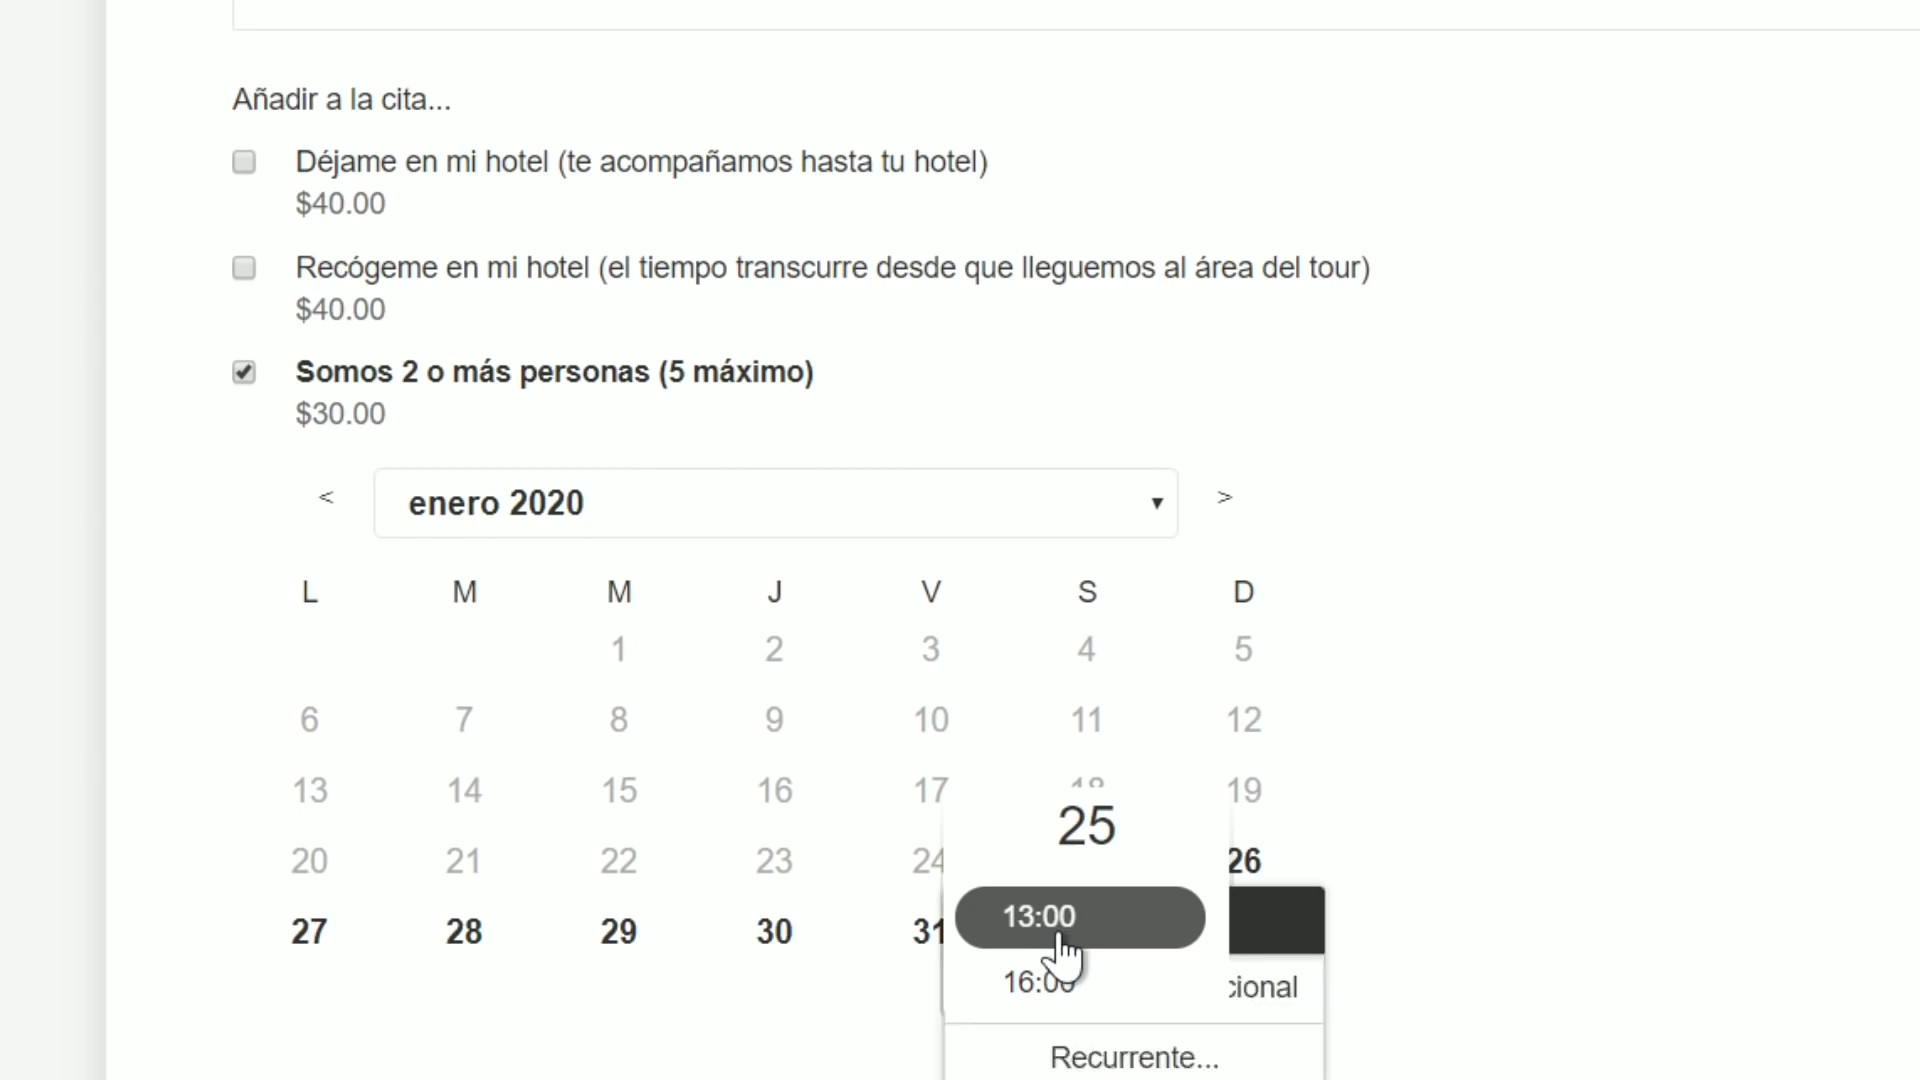 Añadir a la cita...
Déjame en mi hotel (te acompañamos hasta tu hotel)
$40.00
Recógeme en mi hotel (el tiempo transcurre desde que lleguemos al área del tour)
$40.00
Somos 2 o más personas (5 máximo)
$30.00
< enero 2020 ▼ >
L M M J V S D
1 2 3 4 5
6 7 8 9 10 11 12
13 14 15 16 17 19
25
20 21 22 23 24 26
13:00
27 28 29 30 31
16:00
cional
Recurrente...